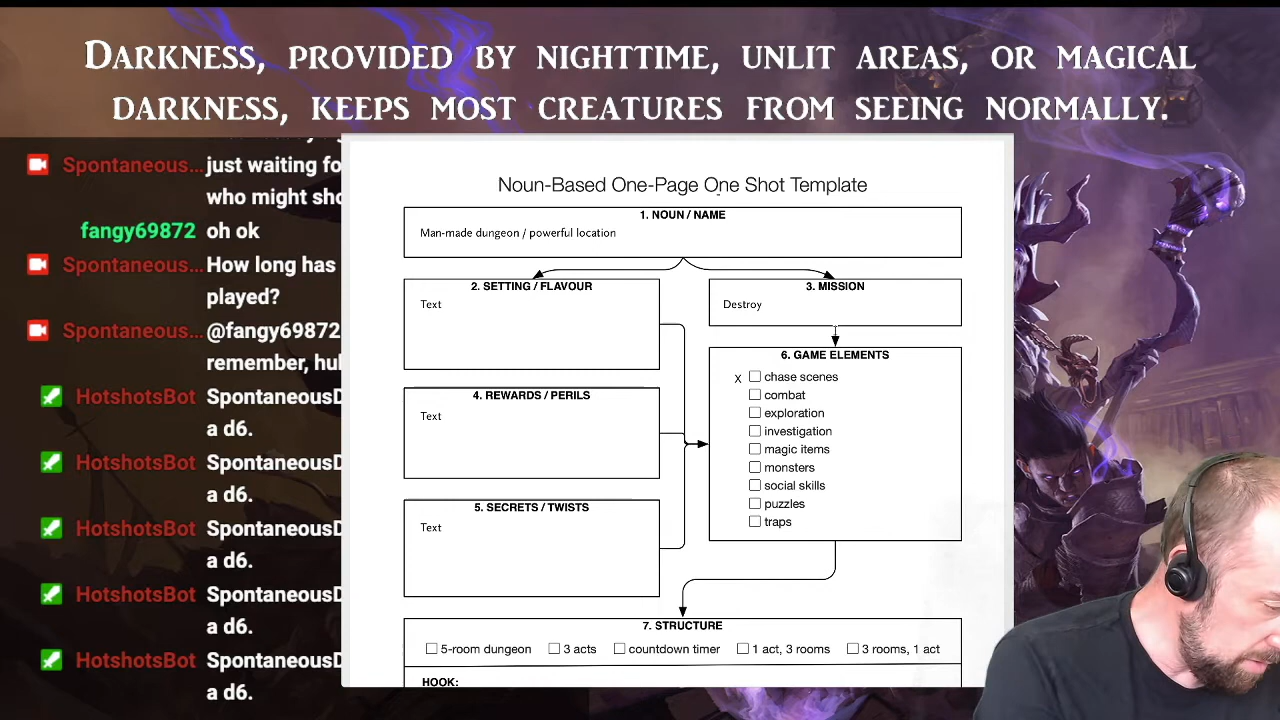 DARKNESS, PROVIDED BY NIGHTTIME, UNLIT AREAS, OR MAGICAL
DARKNESS, KEEPS MOST CREATURES FROM SEEING NORMALLY.
Spontaneous... just waiting fo
who might sho
fangy69872 oh ok
Spontaneous... How long has
played?
Spontaneous... @fangy69872
remember, hul
HotshotsBot SpontaneousD
a d6.
HotshotsBot SpontaneousD
a d6.
HotshotsBot SpontaneousD
a d6.
HotshotsBot SpontaneousD
a d6.
HotshotsBot SpontaneousD
a d6.
Noun-Based One-Page One Shot Template
1. NOUN / NAME
Man-made dungeon / powerful location
2. SETTING / FLAVOUR
Text
3. MISSION
Destroy
4. REWARDS / PERILS
Text
5. SECRETS / TWISTS
Text
6. GAME ELEMENTS
X chase scenes
combat
exploration
investigation
magic items
monsters
social skills
puzzles
traps
7. STRUCTURE
5-room dungeon 3 acts countdown timer 1 act, 3 rooms 3 rooms, 1 act
HOOK: